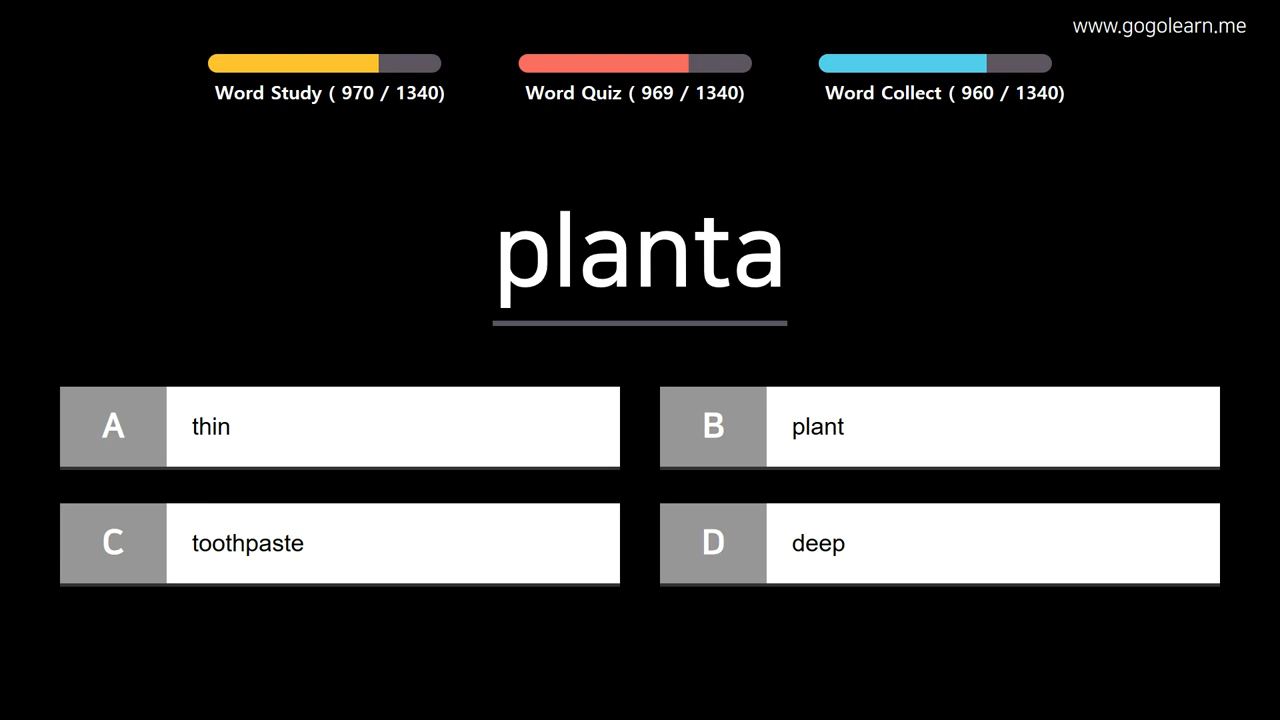 www.gogolearn.me
Word Study ( 970 / 1340)
Word Quiz ( 969 / 1340)
Word Collect ( 960 / 1340)
planta
A thin
B plant
C toothpaste
D deep